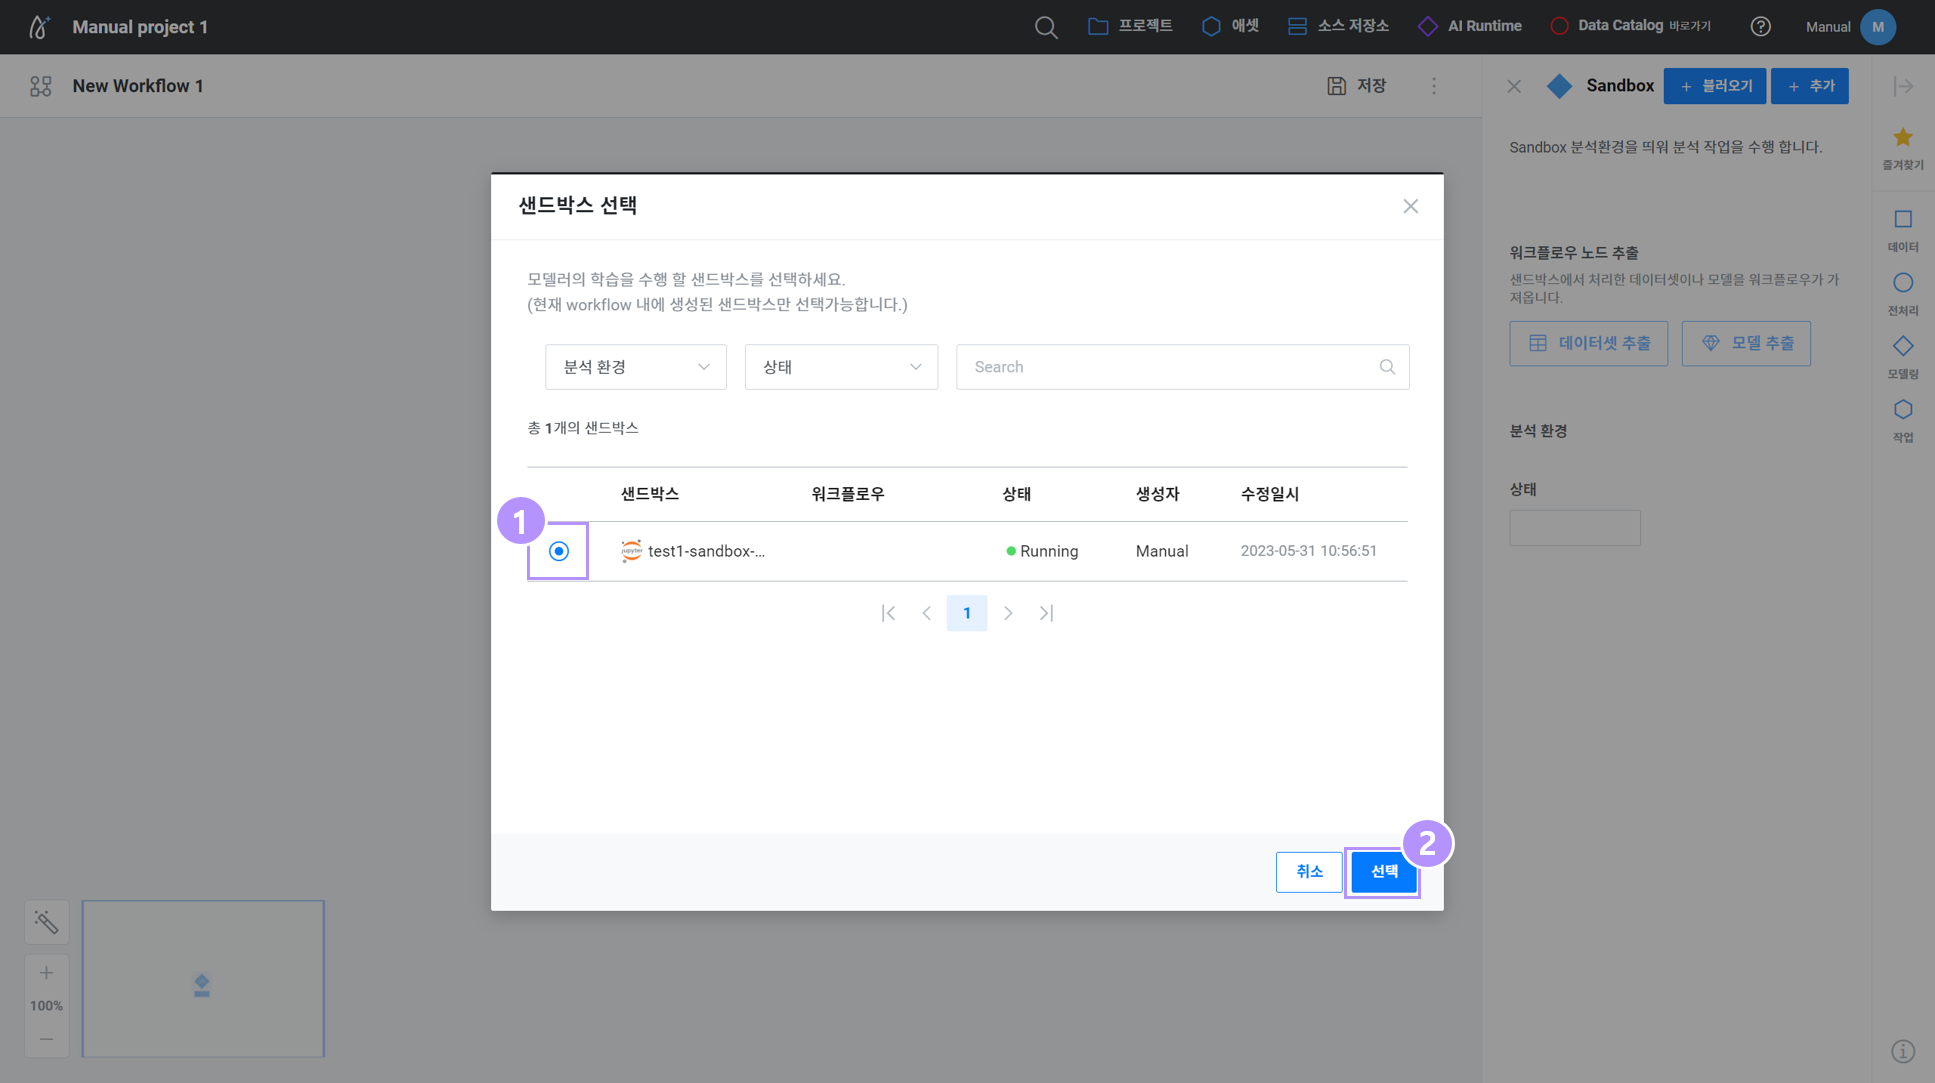 Manual project 1
프로젝트
애셋
소스 저장소
AI Runtime
Data Catalog 바로가기
Manual
M
New Workflow 1
저장
Sandbox
+ 불러오기
+ 추가
Sandbox 분석환경을 띄워 분석 작업을 수행 합니다.
즐겨찾기
데이터
전처리
모델링
작업
워크플로우 노드 추출
샌드박스에서 처리한 데이터셋이나 모델을 워크플로우가 가
져옵니다.
데이터셋 추출
모델 추출
분석 환경
상태
샌드박스 선택
모델러의 학습을 수행 할 샌드박스를 선택하세요.
(현재 workflow 내에 생성된 샌드박스만 선택가능합니다.)
분석 환경
상태
Search
총 1개의 샌드박스
샌드박스 워크플로우 상태 생성자 수정일시
1
jupyter test1-sandbox-... Running Manual 2023-05-31 10:56:51
1
취소
선택
2
100%